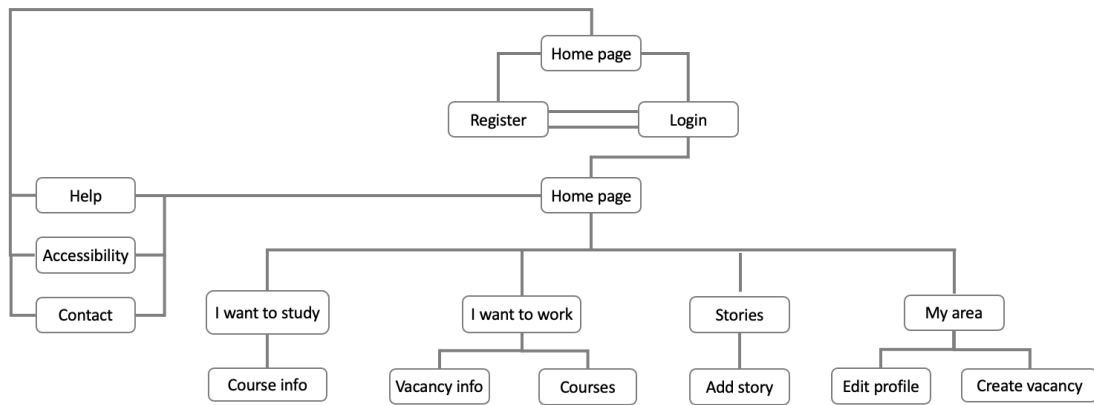 Home page
Register
Login
Help
Home page
Accessibility
Contact
I want to study
I want to work
Stories
My area
Course info
Vacancy info
Courses
Add story
Edit profile
Create vacancy